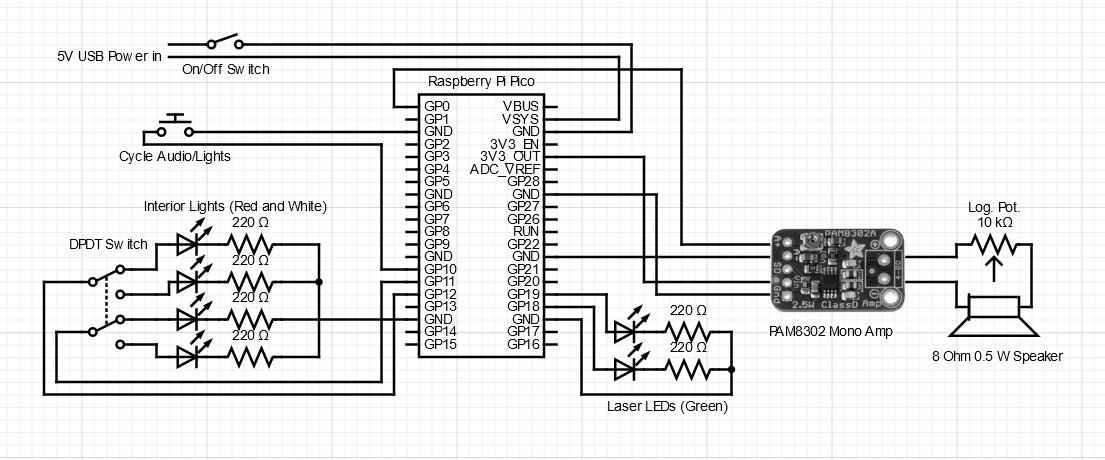 5V USB Power in
On/Off Switch
Raspberry Pi Pico
GP0
GP1
GND
GP2
GP3
GP4
GP5
GND
GP6
GP7
GP8
GP9
GND
GP10
GP11
GP12
GP13
GND
GP14
GP15
VBUS
VSYS
GND
3V3_EN
3V3_OUT
ADC_VREF
GP28
GND
GP27
GP26
RUN
GP22
GND
GP21
GP20
GP19
GP18
GND
GP17
GP16
Cycle Audio/Lights
Interior Lights (Red and White)
DPDT Switch
220 Ω
220 Ω
220 Ω
220 Ω
220 Ω
220 Ω
Laser LEDs (Green)
PAM8302A
A+
SD
GND
2.5W ClassD Amp
PAM8302 Mono Amp
Log. Pot.
10 kΩ
8 Ohm 0.5 W Speaker